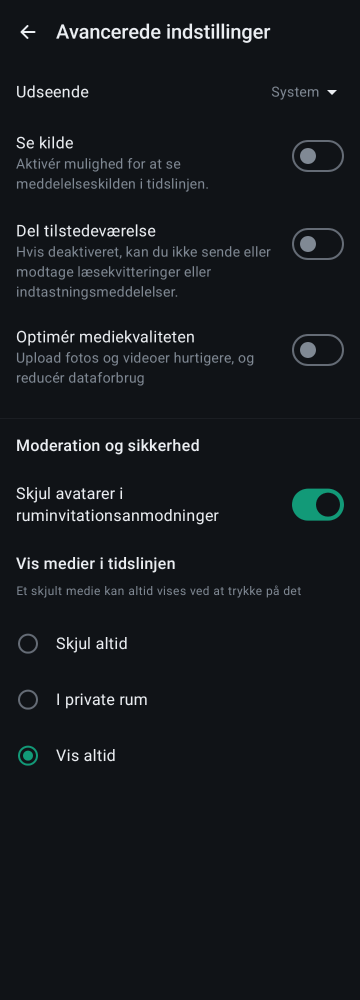 Avancerede indstillinger
Udseende
System
Se kilde
Aktivér mulighed for at se
meddelelseskilden i tidslinjen.
Del tilstedeværelse
Hvis deaktiveret, kan du ikke sende eller
modtage læsekvitteringer eller
indtastningsmeddelelser.
Optimér mediekvaliteten
Upload fotos og videoer hurtigere, og
reducér dataforbrug
Moderation og sikkerhed
Skjul avatarer i
ruminvitationsanmodninger
Vis medier i tidslinjen
Et skjult medie kan altid vises ved at trykke på det
Skjul altid
I private rum
Vis altid